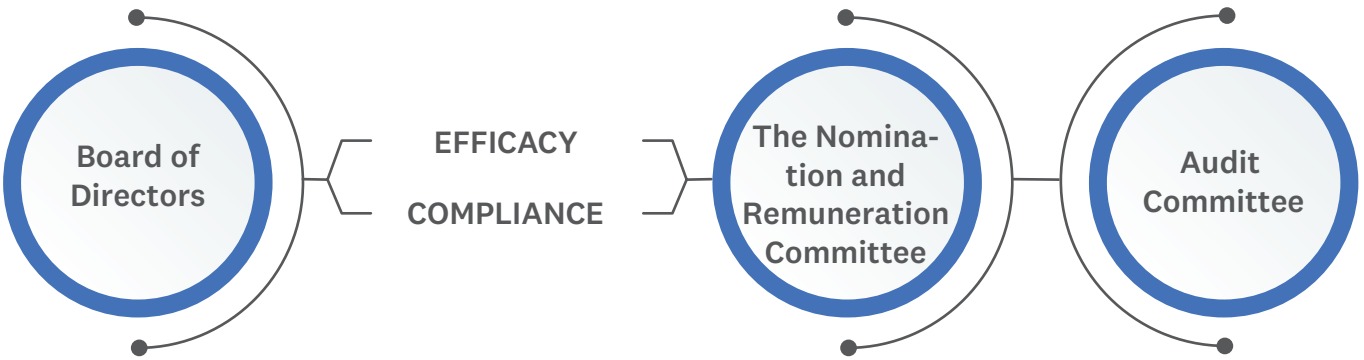 Board of
Directors
EFFICACY
COMPLIANCE
The Nomina-
tion and
Remuneration
Committee
Audit
Committee